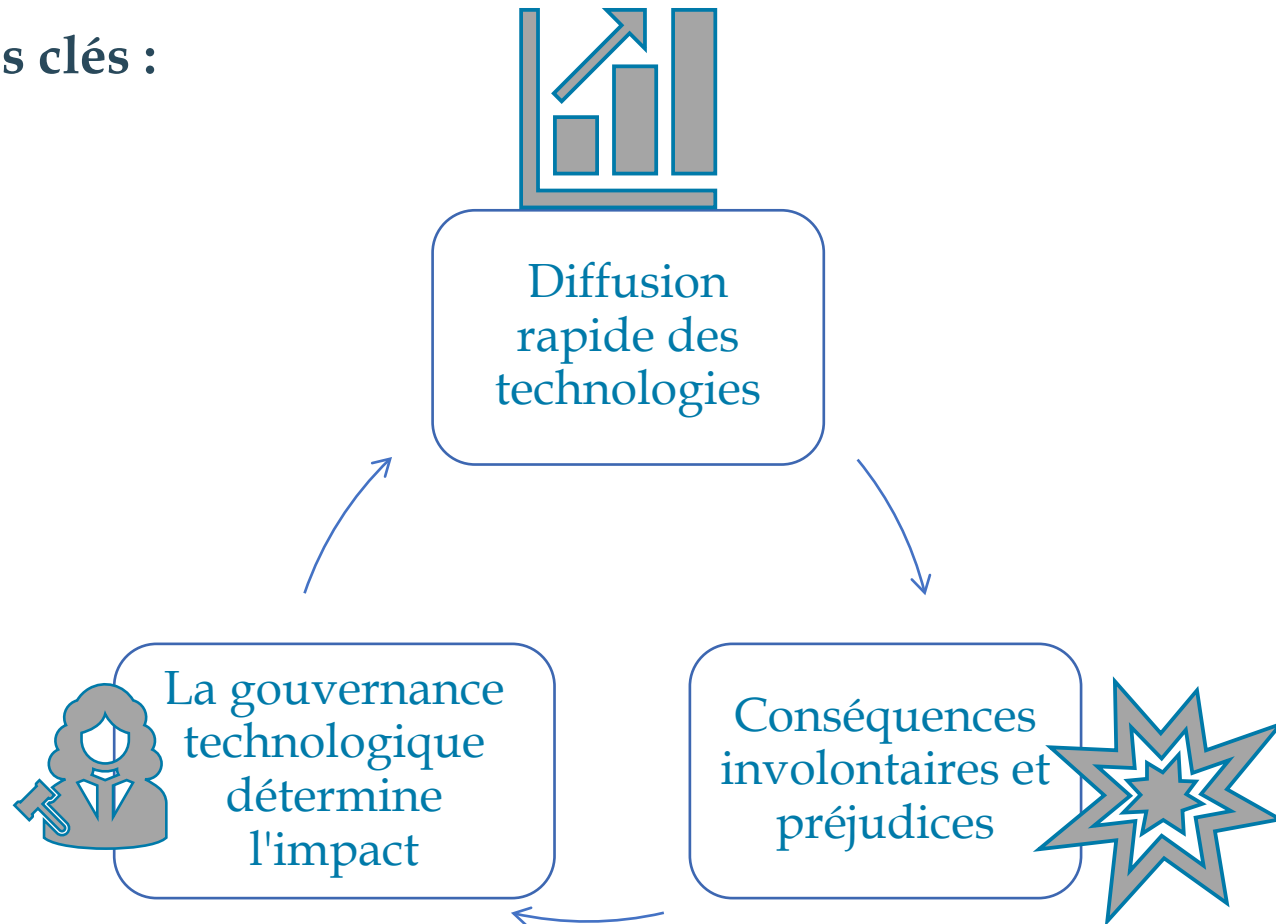 s clés :
Diffusion
rapide des
technologies
La gouvernance
technologique
détermine
l'impact
Conséquences
involontaires et
préjudices